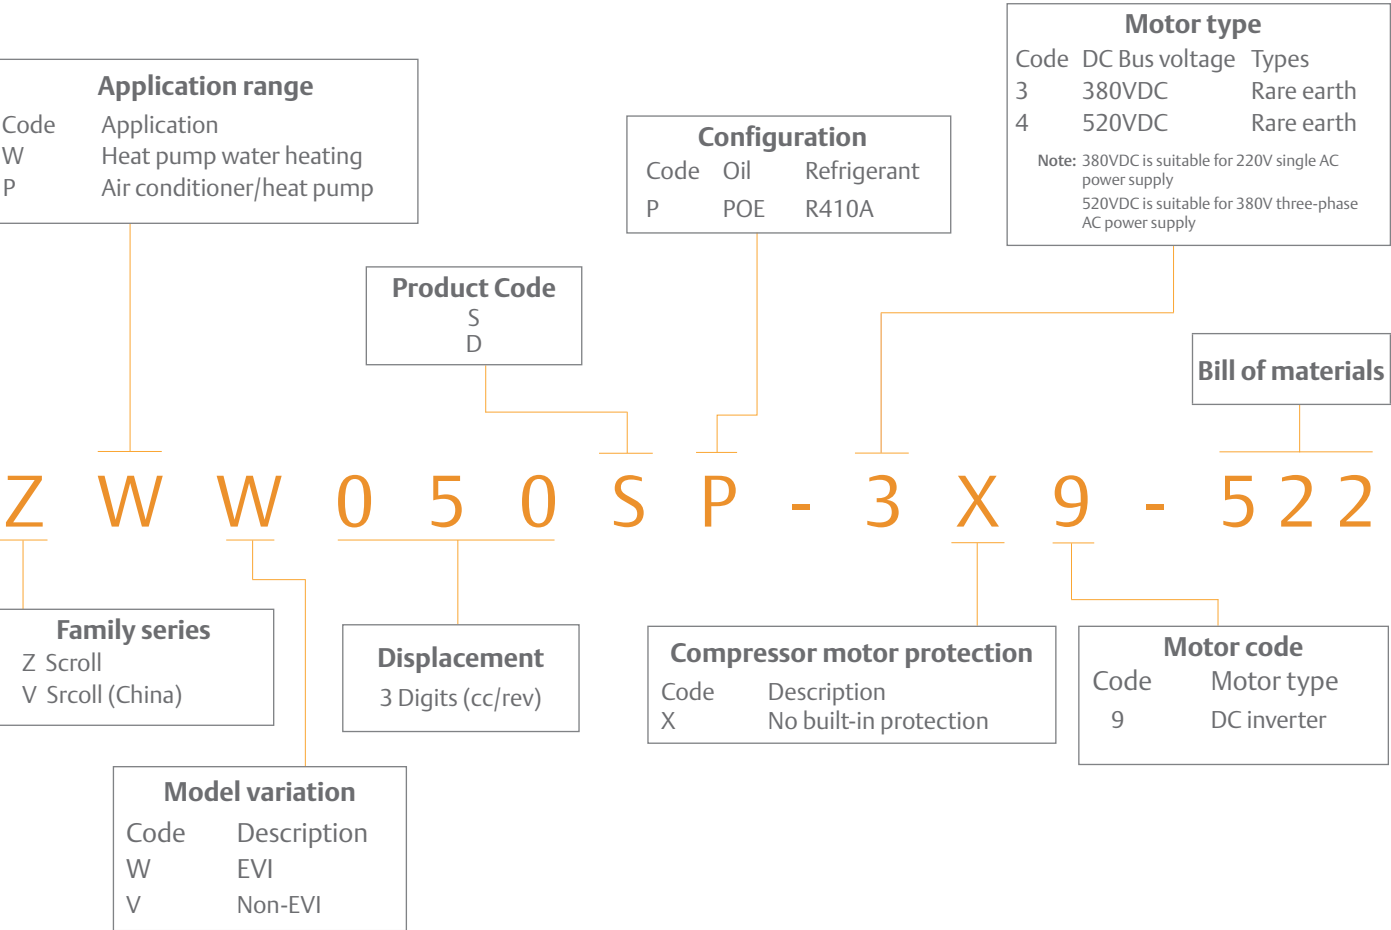 Motor type
Code DC Bus voltage Types
3 380VDC Rare earth
4 520VDC Rare earth
Note: 380VDC is suitable for 220V single AC
power supply
520VDC is suitable for 380V three-phase
AC power supply
Application range
Code Application
W Heat pump water heating
P Air conditioner/heat pump
Configuration
Code Oil Refrigerant
P POE R410A
Product Code
S
D
Bill of materials
Z W W 0 5 0 S P - 3 X 9 - 5 2 2
Family series
Z Scroll
V Srcoll (China)
Displacement
3 Digits (cc/rev)
Compressor motor protection
Code Description
X No built-in protection
Motor code
Code Motor type
9 DC inverter
Model variation
Code Description
W EVI
V Non-EVI